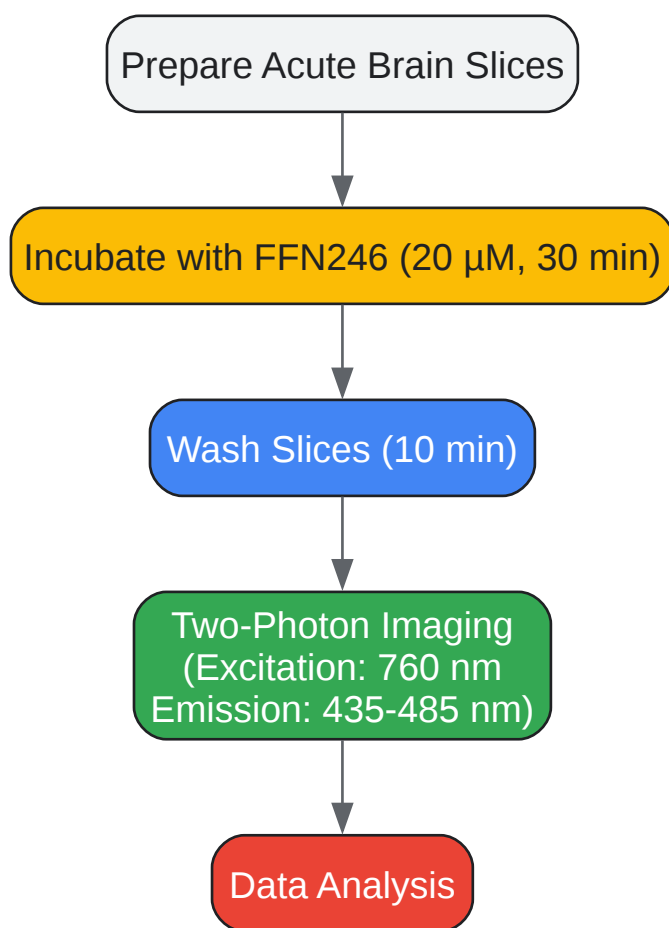 Prepare Acute Brain Slices
Incubate with FFN246 (20 µM, 30 min)
Wash Slices (10 min)
Two-Photon Imaging
(Excitation: 760 nm
Emission: 435-485 nm)
Data Analysis